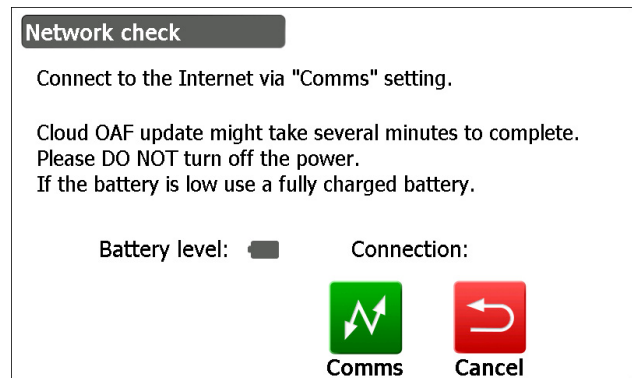 Network check
Connect to the Internet via "Comms" setting.
Cloud OAF update might take several minutes to complete.
Please DO NOT turn off the power.
If the battery is low use a fully charged battery.
Battery level: Connection:
Comms Cancel